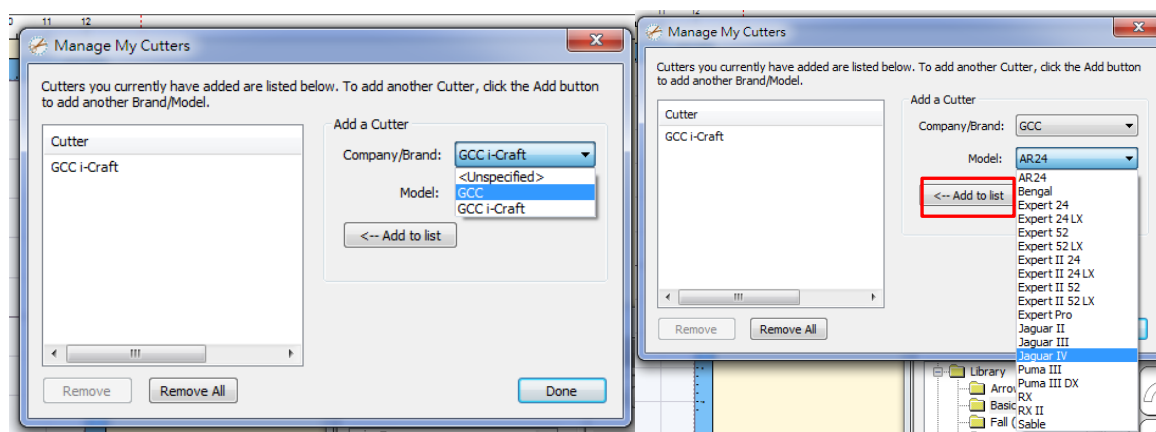 11 12
Manage My Cutters
Cutters you currently have added are listed below. To add another Cutter, click the Add button
to add another Brand/Model.
Cutter
GCC i-Craft
Add a Cutter
Company/Brand: GCC i-Craft
<Unspecified>
GCC
GCC i-Craft
Model:
<-- Add to list
Remove
Remove All
Done
11 12
Manage My Cutters
Cutters you currently have added are listed below. To add another Cutter, click the Add button
to add another Brand/Model.
Cutter
GCC i-Craft
Add a Cutter
Company/Brand: GCC
Model: AR24
<-- Add to list
AR24
Bengal
Expert 24
Expert 24 LX
Expert 52
Expert 52 LX
Expert II 24
Expert II 24 LX
Expert II 52
Expert II 52 LX
Expert Pro
Jaguar II
Jaguar III
Jaguar IV
Puma III
Puma III DX
RX
RX II
Sable
Remove
Remove All
Library
Arro
Basic
Fall (